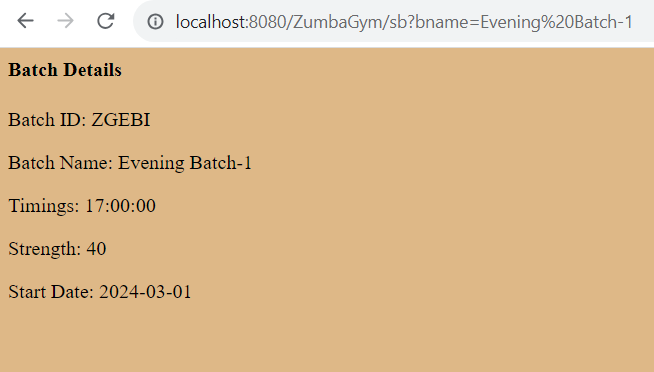 localhost:8080/ZumbaGym/sb?bname=Evening%20Batch-1
Batch Details
Batch ID: ZGEBI
Batch Name: Evening Batch-1
Timings: 17:00:00
Strength: 40
Start Date: 2024-03-01